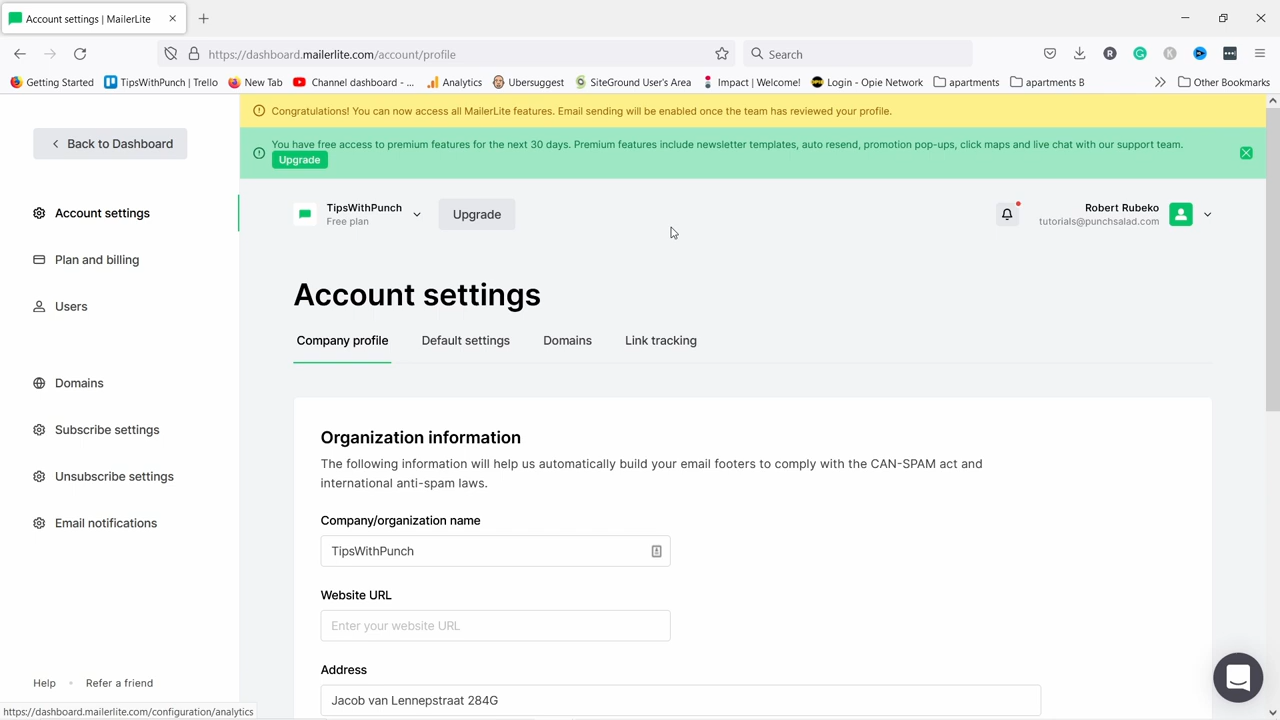 Account settings | MailerLite
https://dashboard.mailerlite.com/account/profile
Search
Getting Started
TipsWithPunch | Trello
New Tab
Channel dashboard - ...
Analytics
Ubersuggest
SiteGround User's Area
Impact | Welcome!
Login - Opie Network
apartments
apartments B
Other Bookmarks
Congratulations! You can now access all MailerLite features. Email sending will be enabled once the team has reviewed your profile.
You have free access to premium features for the next 30 days. Premium features include newsletter templates, auto resend, promotion pop-ups, click maps and live chat with our support team.
Upgrade
Back to Dashboard
Account settings
Plan and billing
Users
Domains
Subscribe settings
Unsubscribe settings
Email notifications
Help
Refer a friend
https://dashboard.mailerlite.com/configuration/analytics
TipsWithPunch
Free plan
Upgrade
Robert Rubeko
tutorials@punchsalad.com
Account settings
Company profile
Default settings
Domains
Link tracking
Organization information
The following information will help us automatically build your email footers to comply with the CAN-SPAM act and
international anti-spam laws.
Company/organization name
TipsWithPunch
Website URL
Enter your website URL
Address
Jacob van Lennepstraat 284G